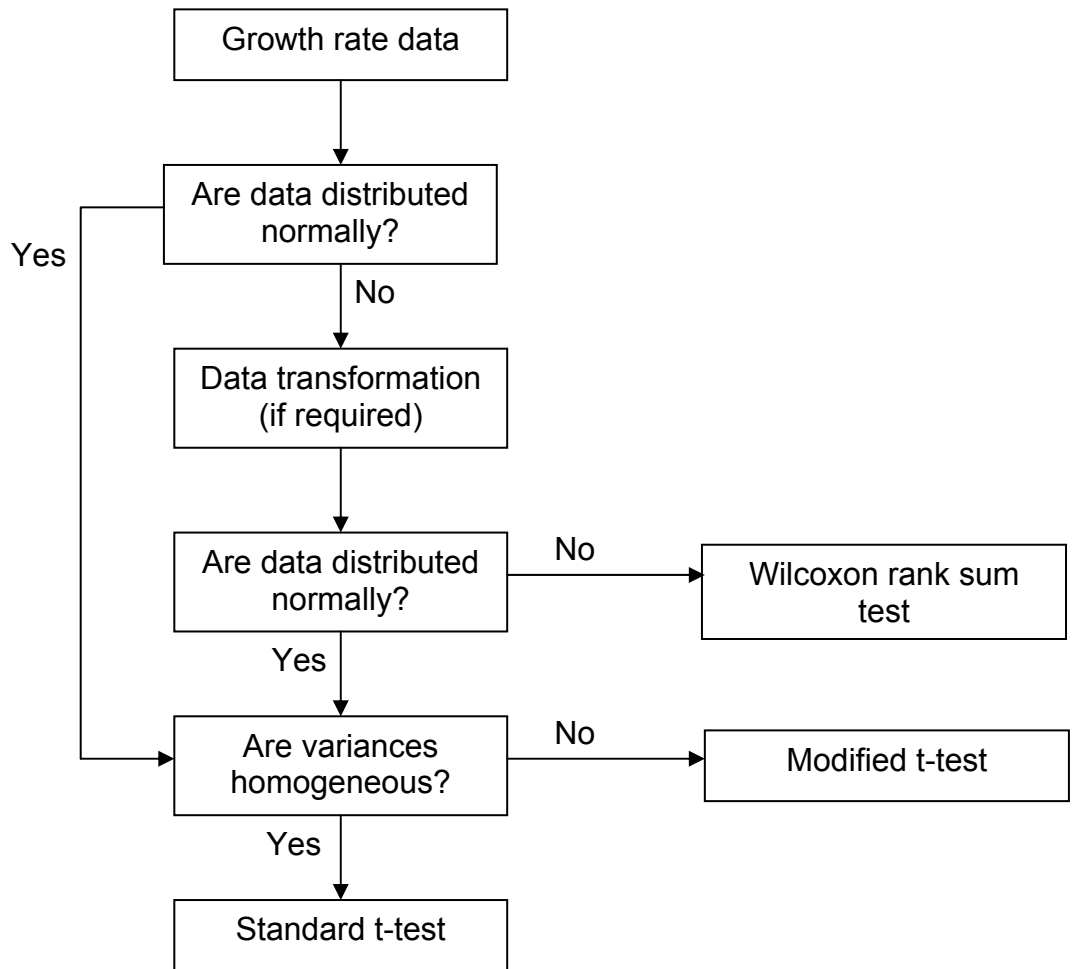 Growth rate data
Are data distributed
normally?
Yes
No
Data transformation
(if required)
Are data distributed
normally?
No
Wilcoxon rank sum
test
Yes
Are variances
homogeneous?
No
Modified t-test
Yes
Standard t-test